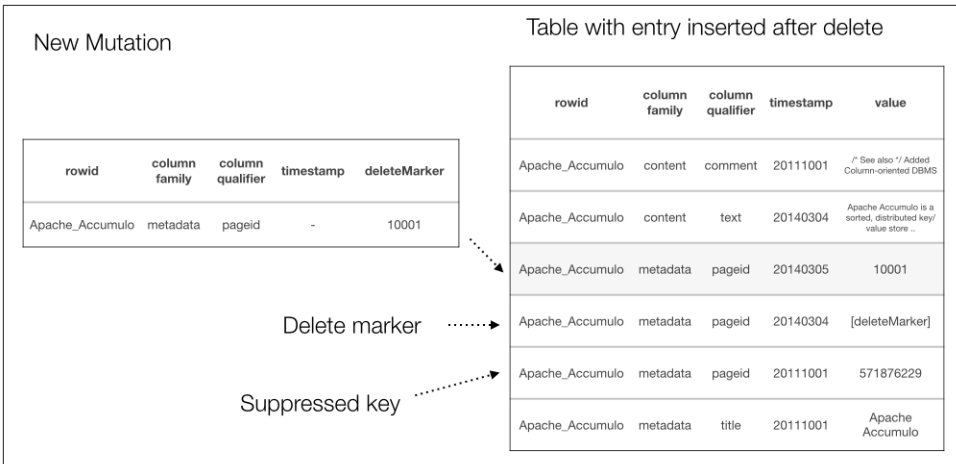 New Mutation
rowid column family column qualifier timestamp deleteMarker
Apache_Accumulo metadata pageid - 10001
Delete marker
Suppressed key
Table with entry inserted after delete
rowid column family column qualifier timestamp value
Apache_Accumulo content comment 20111001 /* See also */ Added Column-oriented DBMS
Apache_Accumulo content text 20140304 Apache Accumulo is a sorted, distributed key/ value store ..
Apache_Accumulo metadata pageid 20140305 10001
Apache_Accumulo metadata pageid 20140304 [deleteMarker]
Apache_Accumulo metadata pageid 20111001 571876229
Apache_Accumulo metadata title 20111001 Apache Accumulo